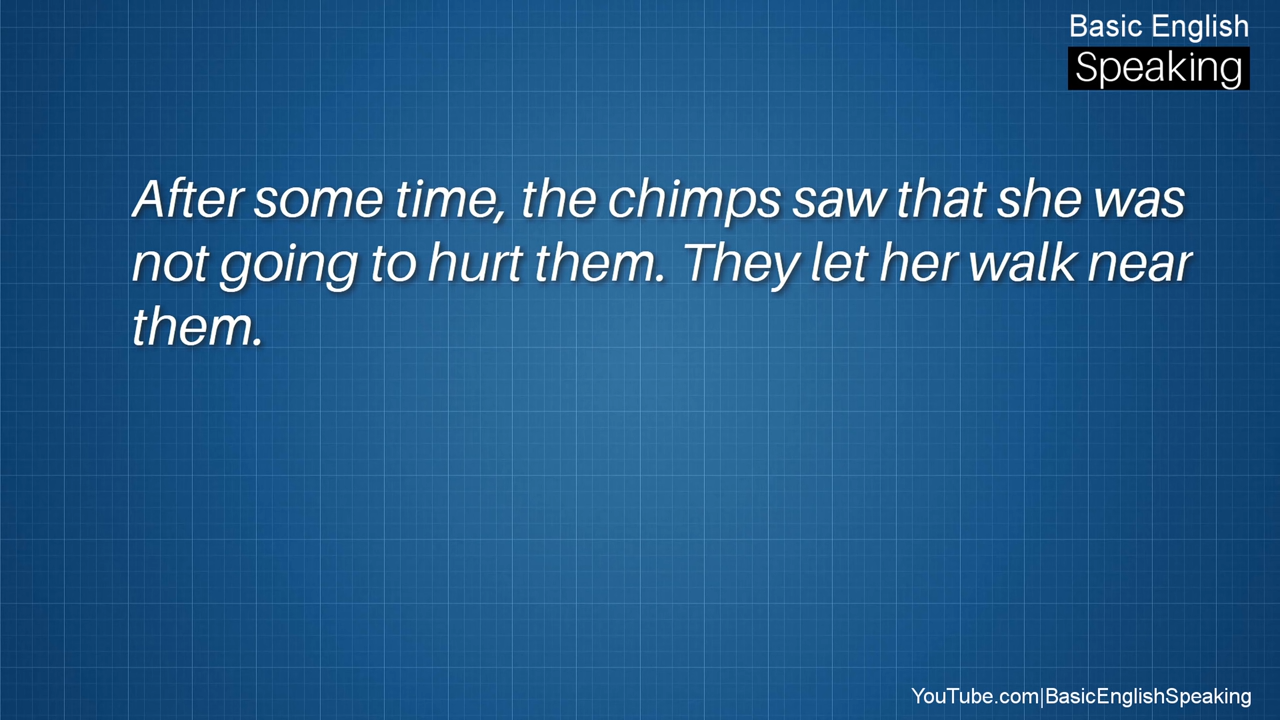 Basic English
Speaking
After some time, the chimps saw that she was
not going to hurt them. They let her walk near
them.
YouTube.com|BasicEnglishSpeaking